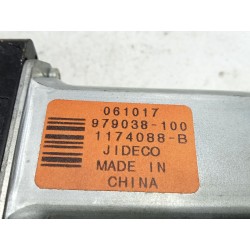 061017
979038-100
1174088-B
JIDECO
MADE IN
CHINA